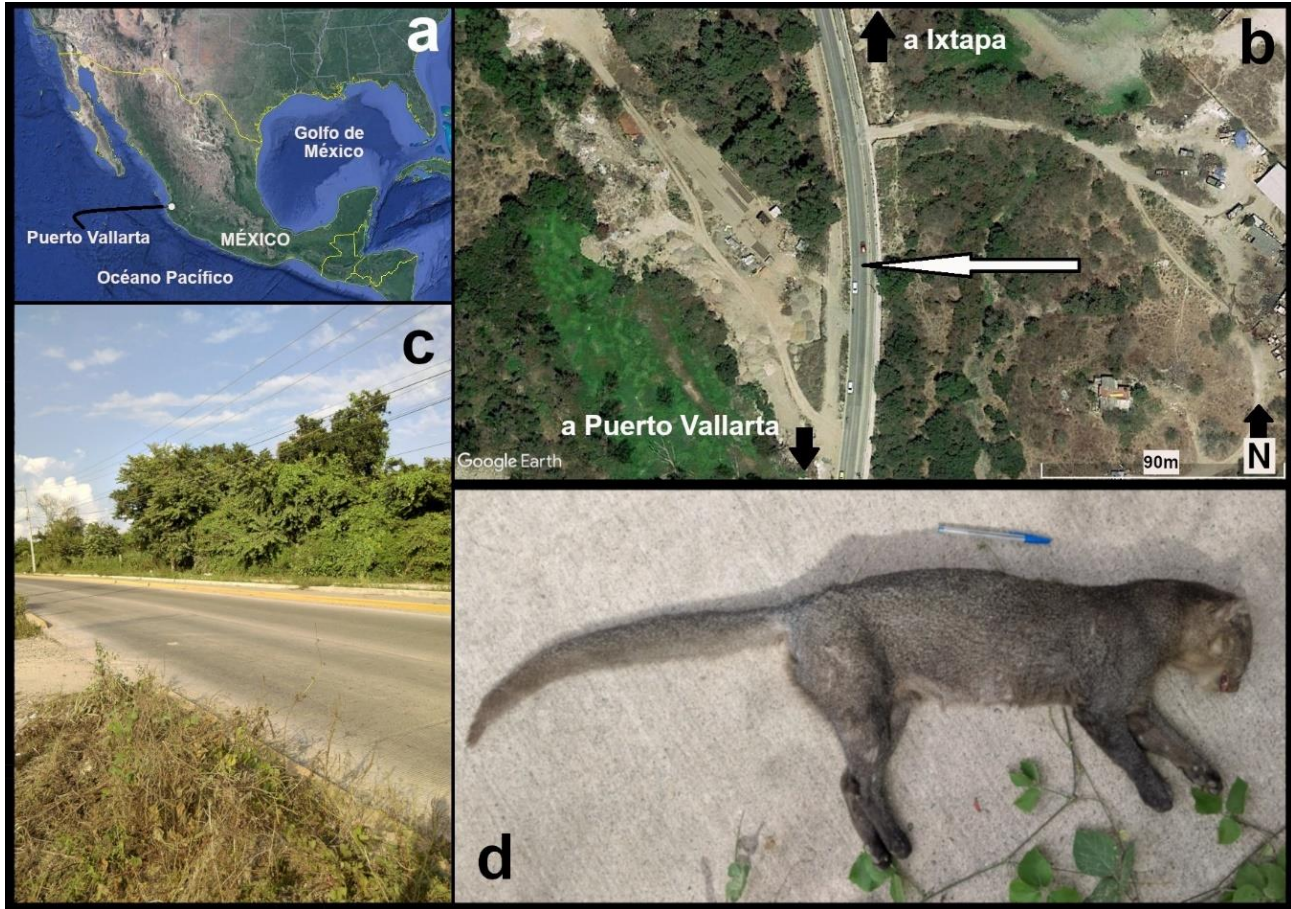 a
Golfo de
México
Puerto Vallarta
MÉXICO
Océano Pacífico
b
a Ixtapa
a Puerto Vallarta
Google Earth
90m
N
c
d